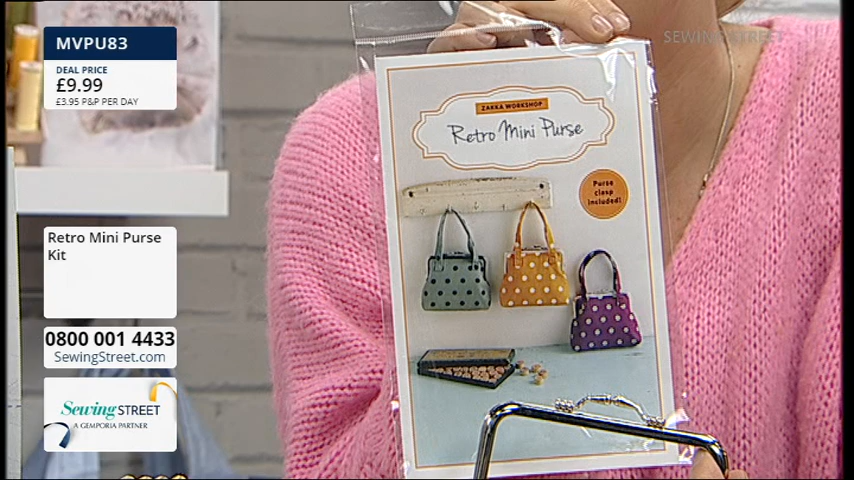 MVPU83
DEAL PRICE
£9.99
£3.95 P&P PER DAY
Retro Mini Purse
Kit
0800 001 4433
SewingStreet.com
Sewing STREET
A GEMPORIA PARTNER
SEWING STREET
ZAKKA WORKSHOP
Retro Mini Purse
Purse
clasp
included!